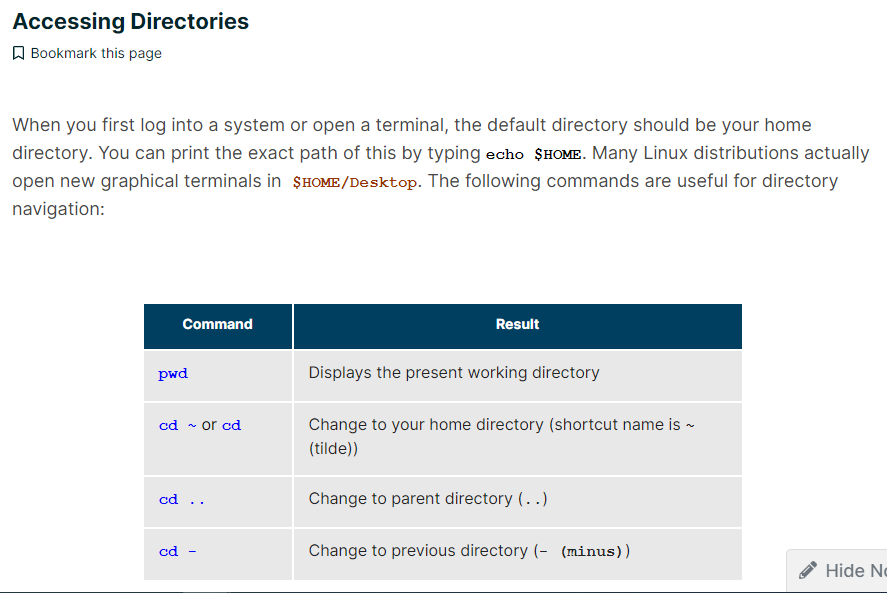 Accessing Directories
Bookmark this page
When you first log into a system or open a terminal, the default directory should be your home
directory. You can print the exact path of this by typing echo $HOME. Many Linux distributions actually
open new graphical terminals in $HOME/Desktop. The following commands are useful for directory
navigation:
Command Result
pwd Displays the present working directory
cd ~ or cd Change to your home directory (shortcut name is ~
(tilde))
cd .. Change to parent directory (..)
cd - Change to previous directory (- (minus))
Hide